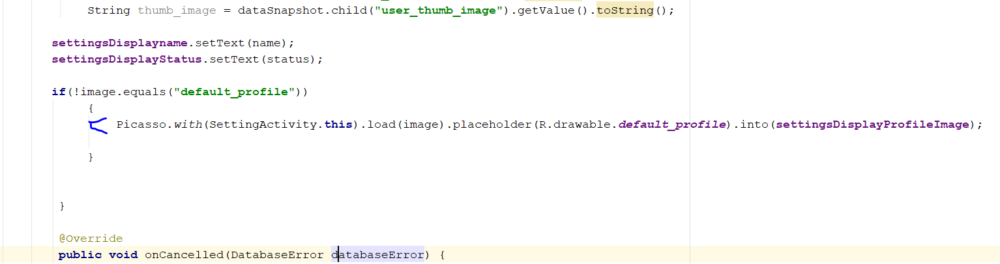 String thumb_image = dataSnapshot.child("user_thumb_image").getValue().toString();
settingsDisplayname.setText(name);
settingsDisplayStatus.setText(status);
if(!image.equals("default_profile"))
{
Picasso.with(SettingActivity.this).load(image).placeholder(R.drawable.default_profile).into(settingsDisplayProfileImage);
}
}
@Override
public void onCancelled(DatabaseError databaseError) {